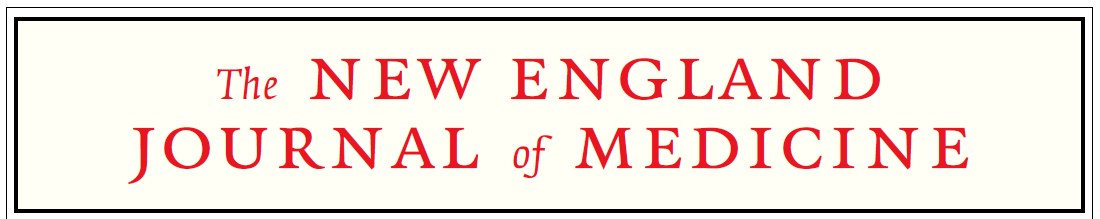 The NEW ENGLAND
JOURNAL of MEDICINE